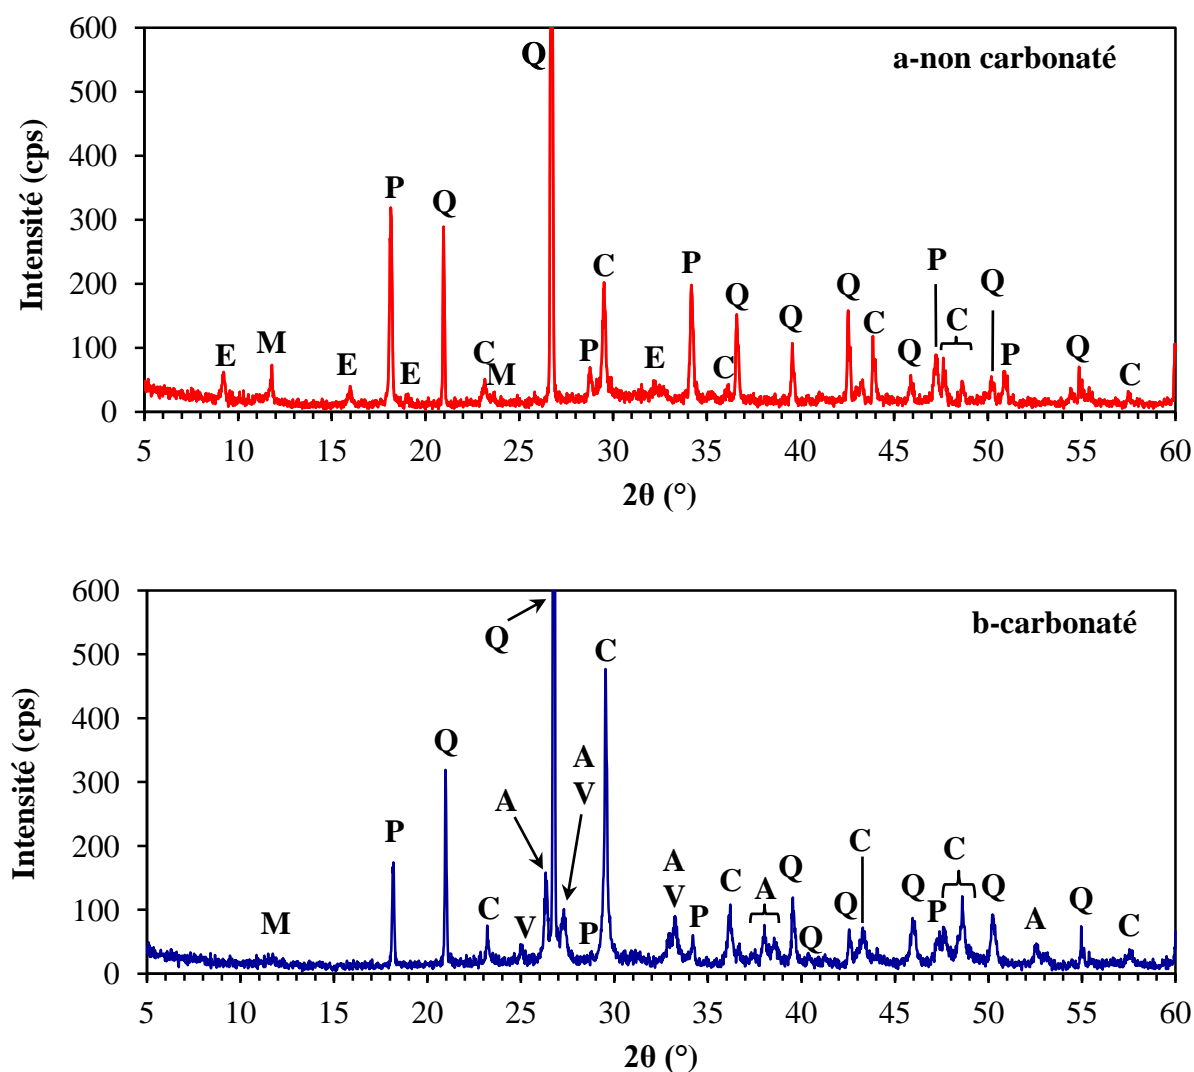 600
Q
a-non carbonaté
500
Intensité (cps)
400
300
P
Q
200
C
P
P
Q
Q
Q
C
100
E
M
E
E
C
M
P
E
C
Q
C
Q
P
Q
C
0
5 10 15 20 25 30 35 40 45 50 55 60
2θ (°)
600
b-carbonaté
Q
C
500
Intensité (cps)
400
Q
A
V
300
A
P
200
A
V
C
A
Q
C
C
Q
Q
P
Q
100
M
C
V
P
P
Q
Q
A
C
0
5 10 15 20 25 30 35 40 45 50 55 60
2θ (°)